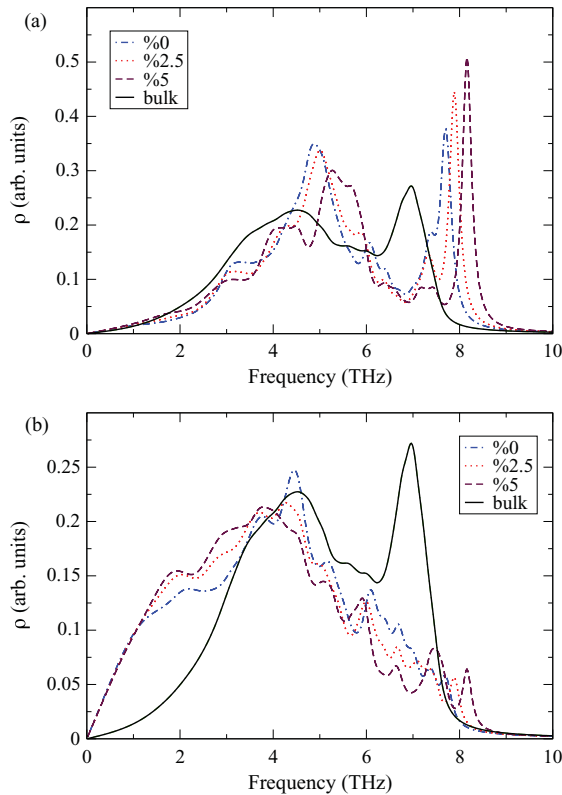 (a)
%0
%2.5
%5
bulk
ρ (arb. units)
0.5
0.4
0.3
0.2
0.1
0
0 2 4 6 8 10
Frequency (THz)
(b)
%0
%2.5
%5
bulk
ρ (arb. units)
0.25
0.2
0.15
0.1
0.05
0
0 2 4 6 8 10
Frequency (THz)